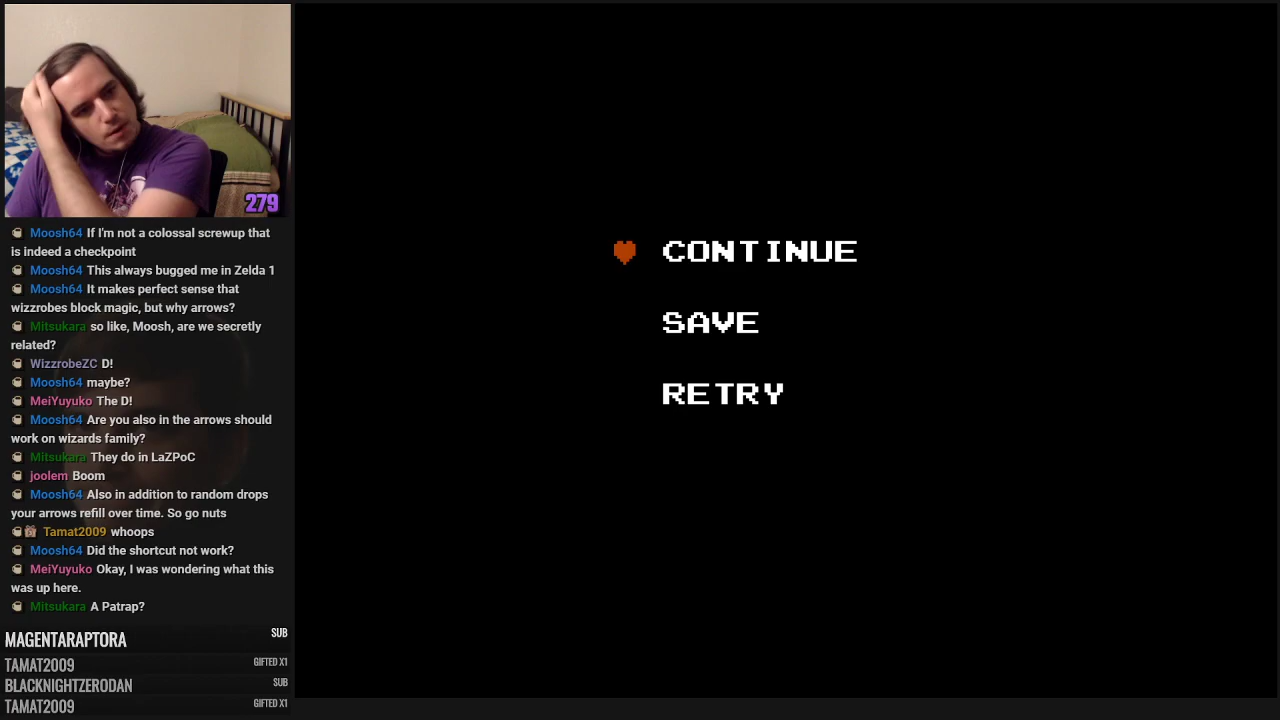 279
Moosh64 If I'm not a colossal screwup that
is indeed a checkpoint
Moosh64 This always bugged me in Zelda 1
Moosh64 It makes perfect sense that
wizzrobes block magic, but why arrows?
Mitsukara so like, Moosh, are we secretly
related?
WizzrobeZC D!
Moosh64 maybe?
MeiYuyuko The D!
Moosh64 Are you also in the arrows should
work on wizards family?
Mitsukara They do in LaZPoC
joolem Boom
Moosh64 Also in addition to random drops
your arrows refill over time. So go nuts
Tamat2009 whoops
Moosh64 Did the shortcut not work?
MeiYuyuko Okay, I was wondering what this
was up here.
Mitsukara A Patrap?
MAGENTARAPTORA SUB
TAMAT2009 GIFTED X1
BLACKNIGHTZERODAN SUB
TAMAT2009 GIFTED X1
CONTINUE
SAVE
RETRY